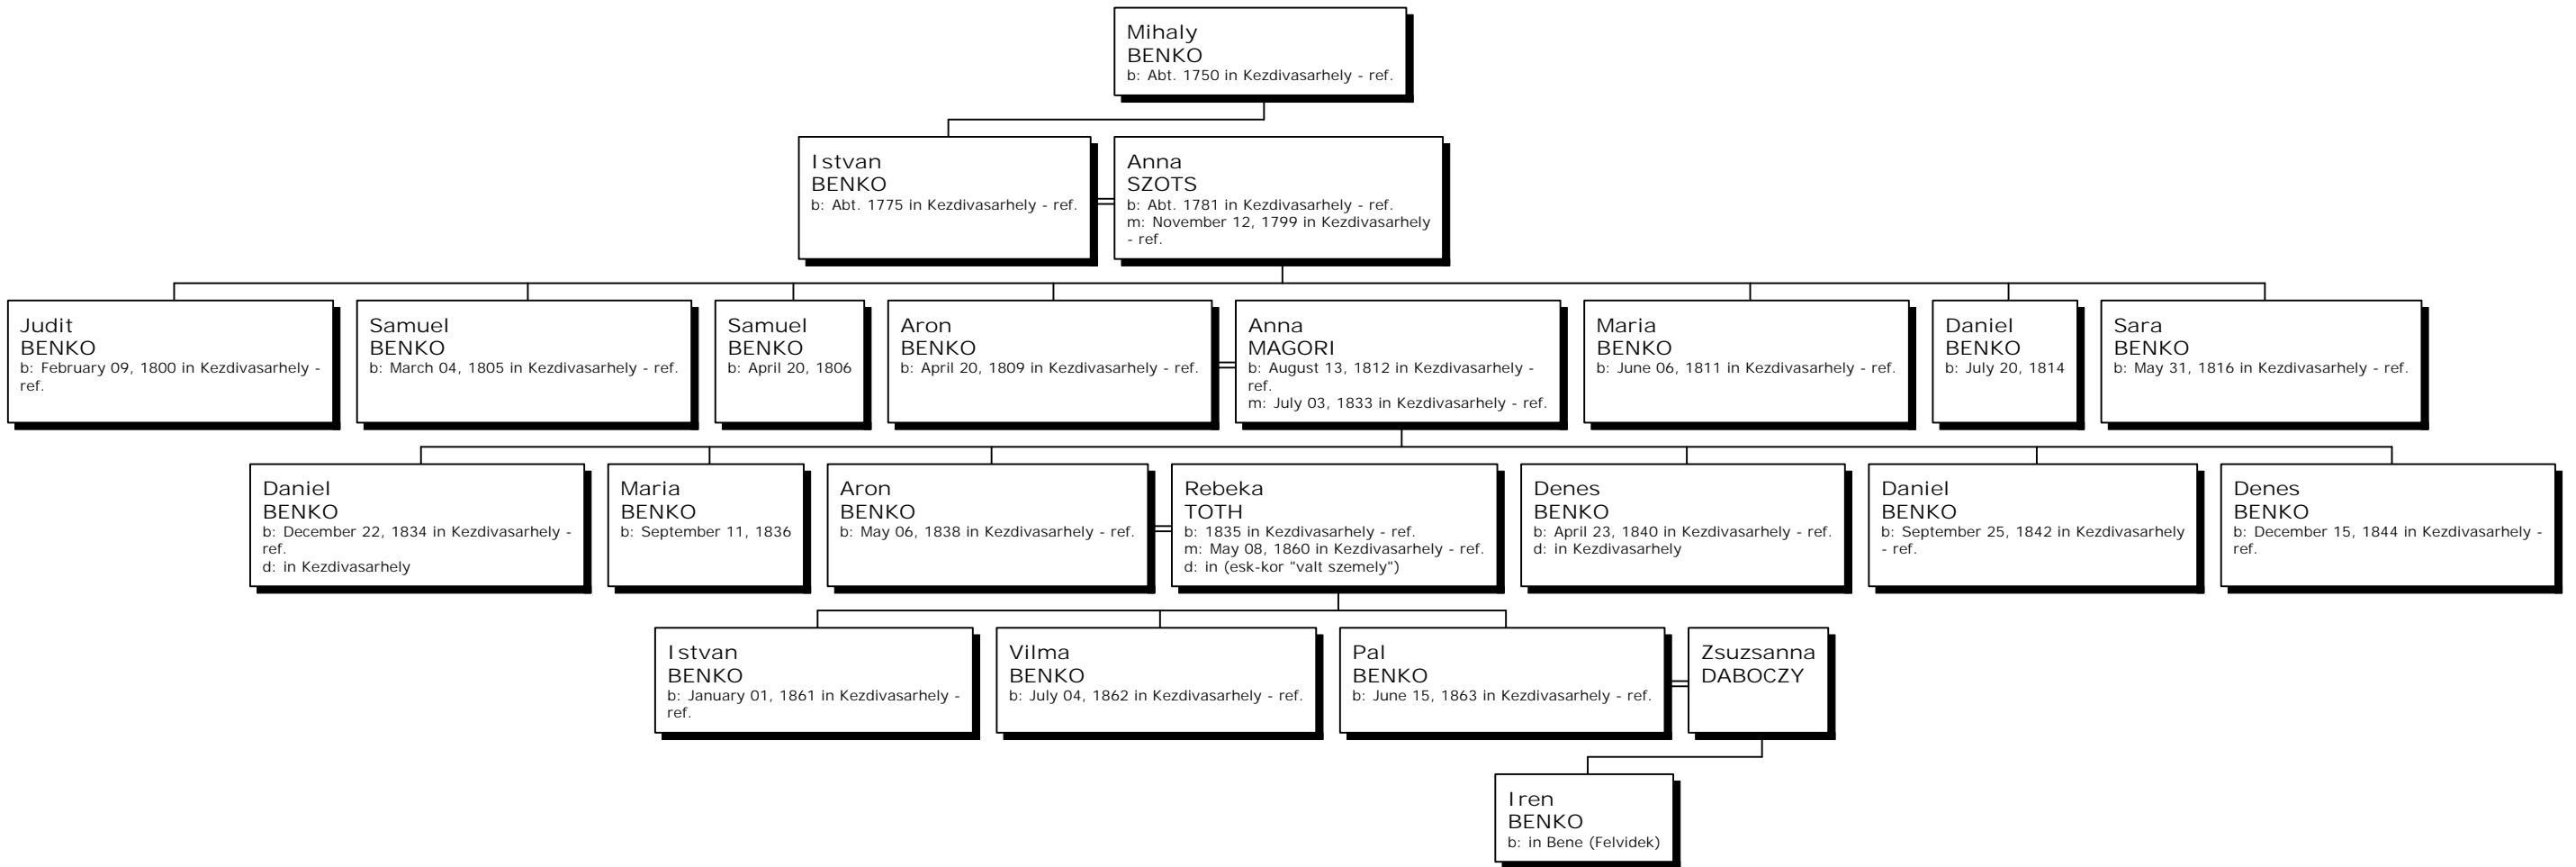 Mihaly
BENKO
b: Abt. 1750 in Kezdivasarhely - ref.
Istvan
BENKO
b: Abt. 1775 in Kezdivasarhely - ref.
Anna
SZOTS
b: Abt. 1781 in Kezdivasarhely - ref.
m: November 12, 1799 in Kezdivasarhely
- ref.
Judit
BENKO
b: February 09, 1800 in Kezdivasarhely -
ref.
Samuel
BENKO
b: March 04, 1805 in Kezdivasarhely - ref.
Samuel
BENKO
b: April 20, 1806
Aron
BENKO
b: April 20, 1809 in Kezdivasarhely - ref.
Anna
MAGORI
b: August 13, 1812 in Kezdivasarhely -
ref.
m: July 03, 1833 in Kezdivasarhely - ref.
Maria
BENKO
b: June 06, 1811 in Kezdivasarhely - ref.
Daniel
BENKO
b: July 20, 1814
Sara
BENKO
b: May 31, 1816 in Kezdivasarhely - ref.
Daniel
BENKO
b: December 22, 1834 in Kezdivasarhely -
ref.
d: in Kezdivasarhely
Maria
BENKO
b: September 11, 1836
Aron
BENKO
b: May 06, 1838 in Kezdivasarhely - ref.
Rebeka
TOTH
b: 1835 in Kezdivasarhely - ref.
m: May 08, 1860 in Kezdivasarhely - ref.
d: in (esk-kor "valt szemely")
Denes
BENKO
b: April 23, 1840 in Kezdivasarhely - ref.
d: in Kezdivasarhely
Daniel
BENKO
b: September 25, 1842 in Kezdivasarhely
- ref.
Denes
BENKO
b: December 15, 1844 in Kezdivasarhely -
ref.
Istvan
BENKO
b: January 01, 1861 in Kezdivasarhely -
ref.
Vilma
BENKO
b: July 04, 1862 in Kezdivasarhely - ref.
Pal
BENKO
b: June 15, 1863 in Kezdivasarhely - ref.
Zsuzsanna
DABOCZY
Iren
BENKO
b: in Bene (Felvidek)